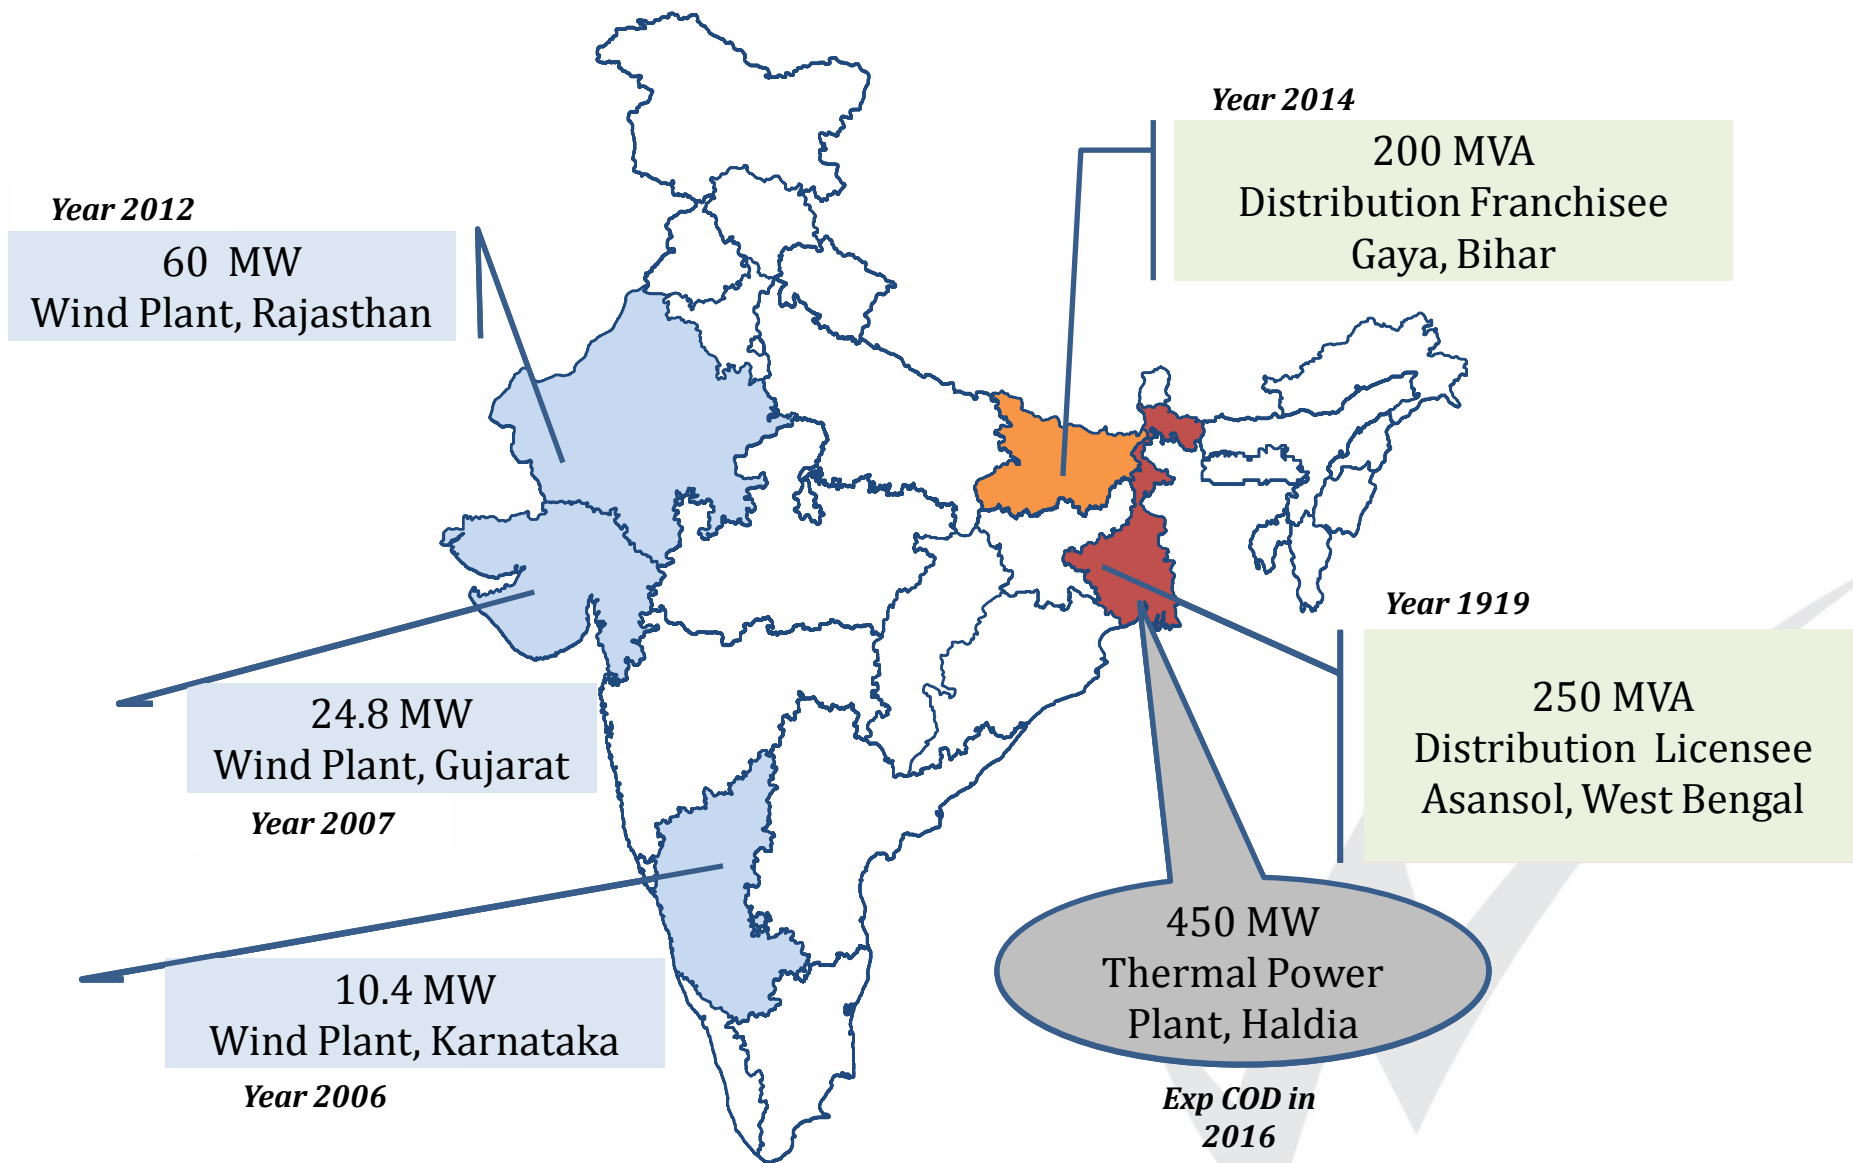 Year 2014
200 MVA
Distribution Franchisee
Gaya, Bihar
Year 2012
60 MW
Wind Plant, Rajasthan
Year 1919
250 MVA
Distribution Licensee
Asansol, West Bengal
24.8 MW
Wind Plant, Gujarat
Year 2007
450 MW
Thermal Power
Plant, Haldia
Exp COD in
2016
10.4 MW
Wind Plant, Karnataka
Year 2006